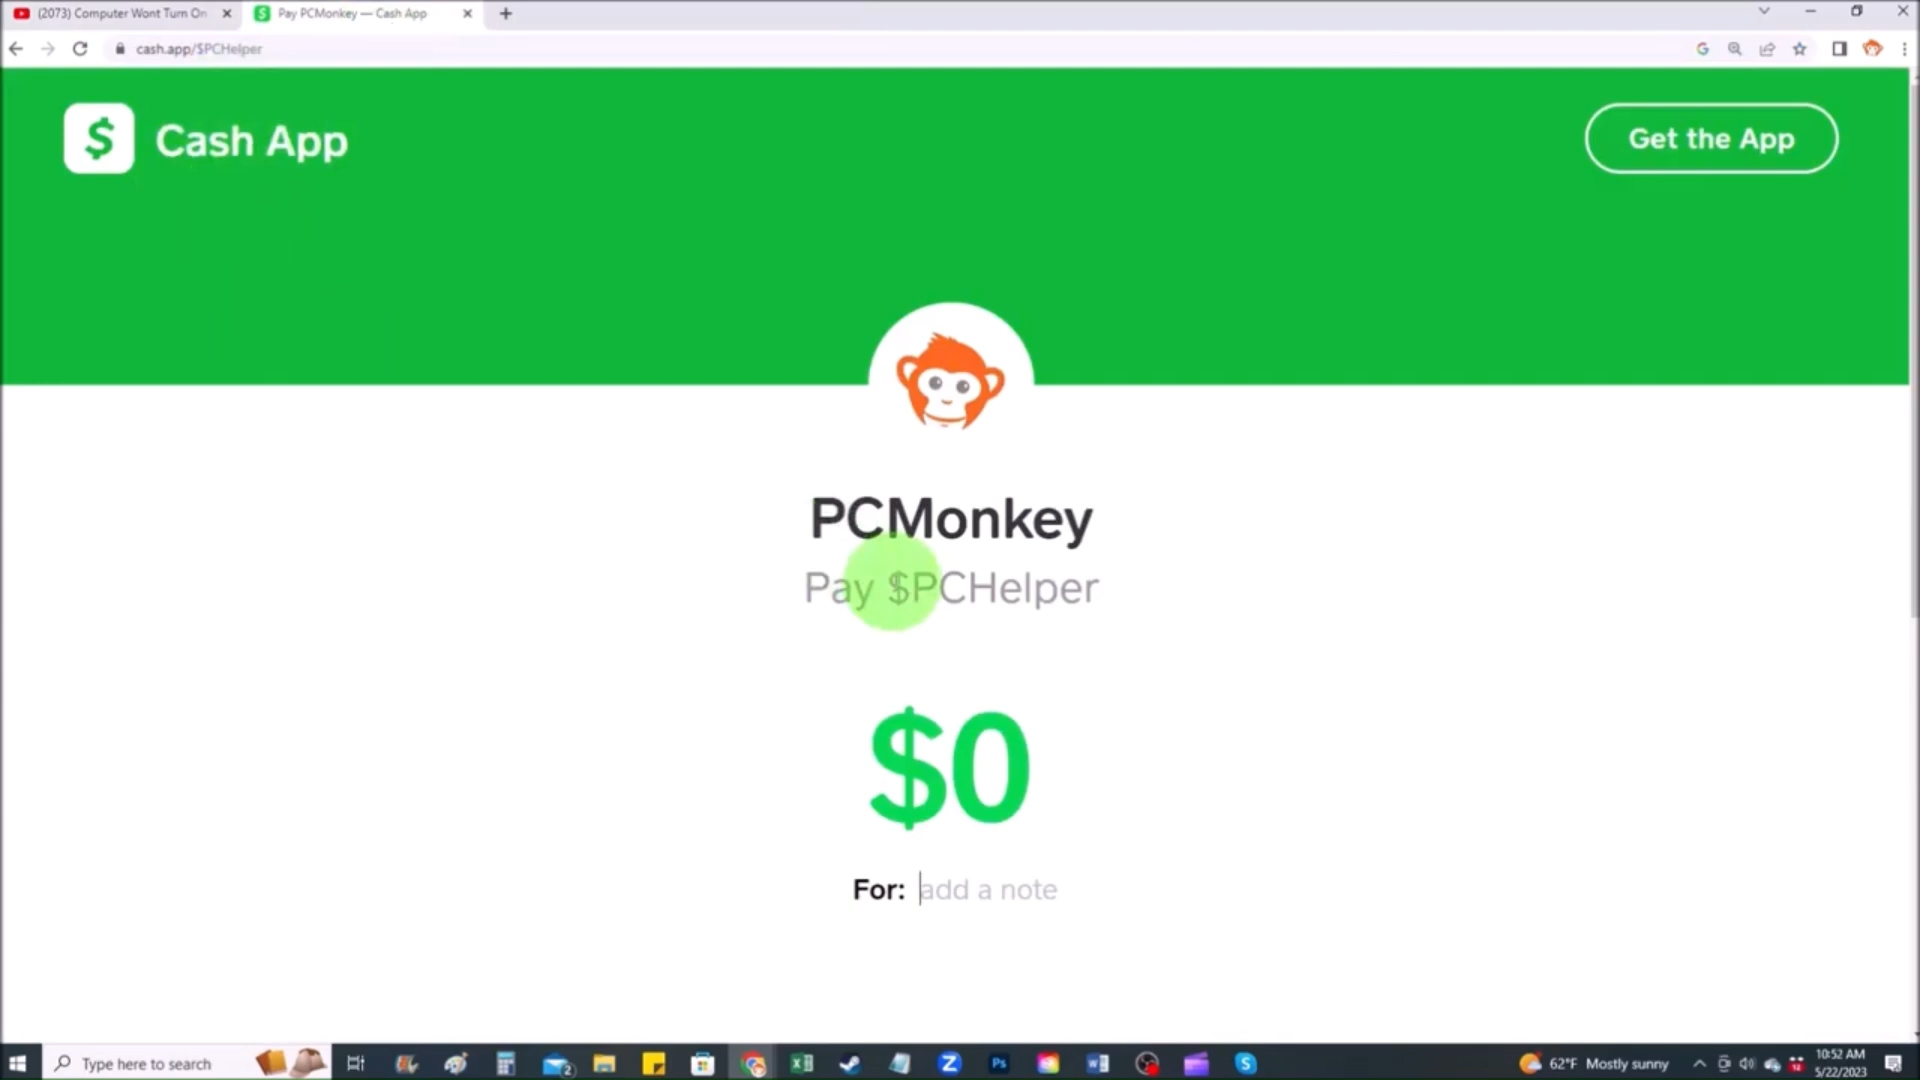 (2073) Computer Wont Turn On
Pay PCMonkey — Cash App
cash.app/$PCHelper
$ Cash App
Get the App
PCMonkey
Pay $PCHelper
$0
For: add a note
Type here to search
62°F Mostly sunny
10:52 AM
5/22/2023